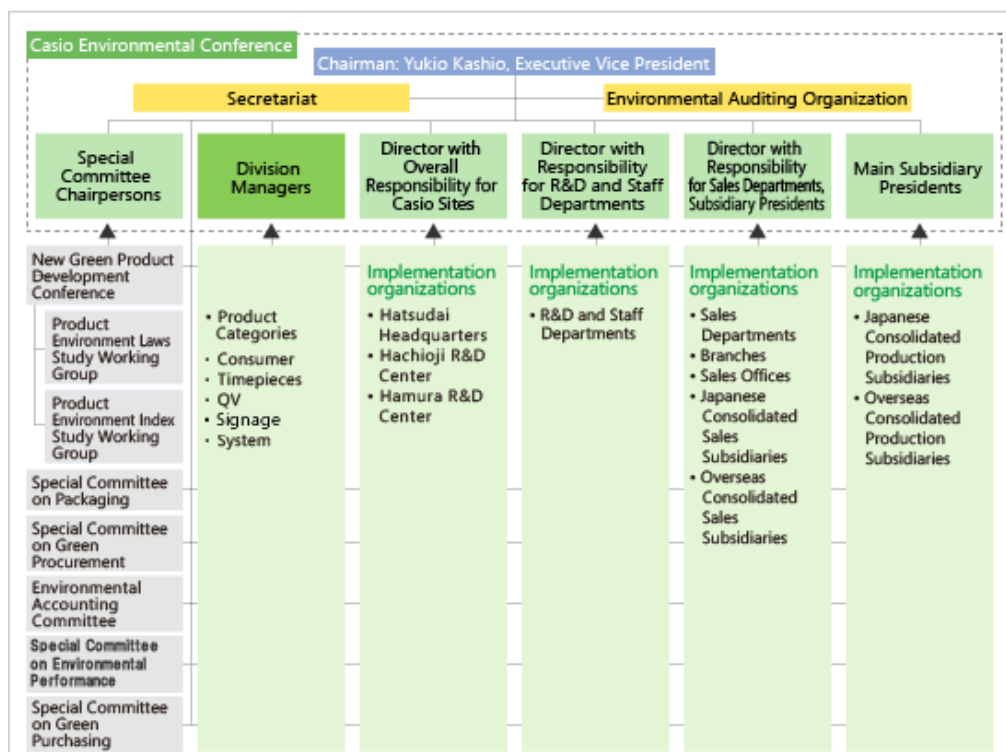 Casio Environmental Conference
Chairman: Yukio Kashio, Executive Vice President
Secretariat
Environmental Auditing Organization
Special
Committee
Chairpersons
Division
Managers
Director with
Overall
Responsibility for
Casio Sites
Director with
Responsibility
for R&D and Staff
Departments
Director with
Responsibility
for Sales Departments,
Subsidiary Presidents
Main Subsidiary
Presidents
New Green Product
Development
Conference
Product
Environment Laws
Study Working
Group
Product
Environment Index
Study Working
Group
Special Committee
on Packaging
Special Committee
on Green
Procurement
Environmental
Accounting
Committee
Special Committee
on Environmental
Performance
Special Committee
on Green
Purchasing
• Product
Categories
· Consumer
· Timepieces
· QV
• Signage
· System
Implementation
organizations
• Hatsudai
Headquarters
• Hachioji R&D
Center
• Hamura R&D
Center
Implementation
organizations
• R&D and Staff
Departments
Implementation
organizations
• Sales
Departments
• Branches
• Sales Offices
• Japanese
Consolidated
Sales
Subsidiaries
• Overseas
Consolidated
Sales
Subsidiaries
Implementation
organizations
• Japanese
Consolidated
Production
Subsidiaries
• Overseas
Consolidated
Production
Subsidiaries